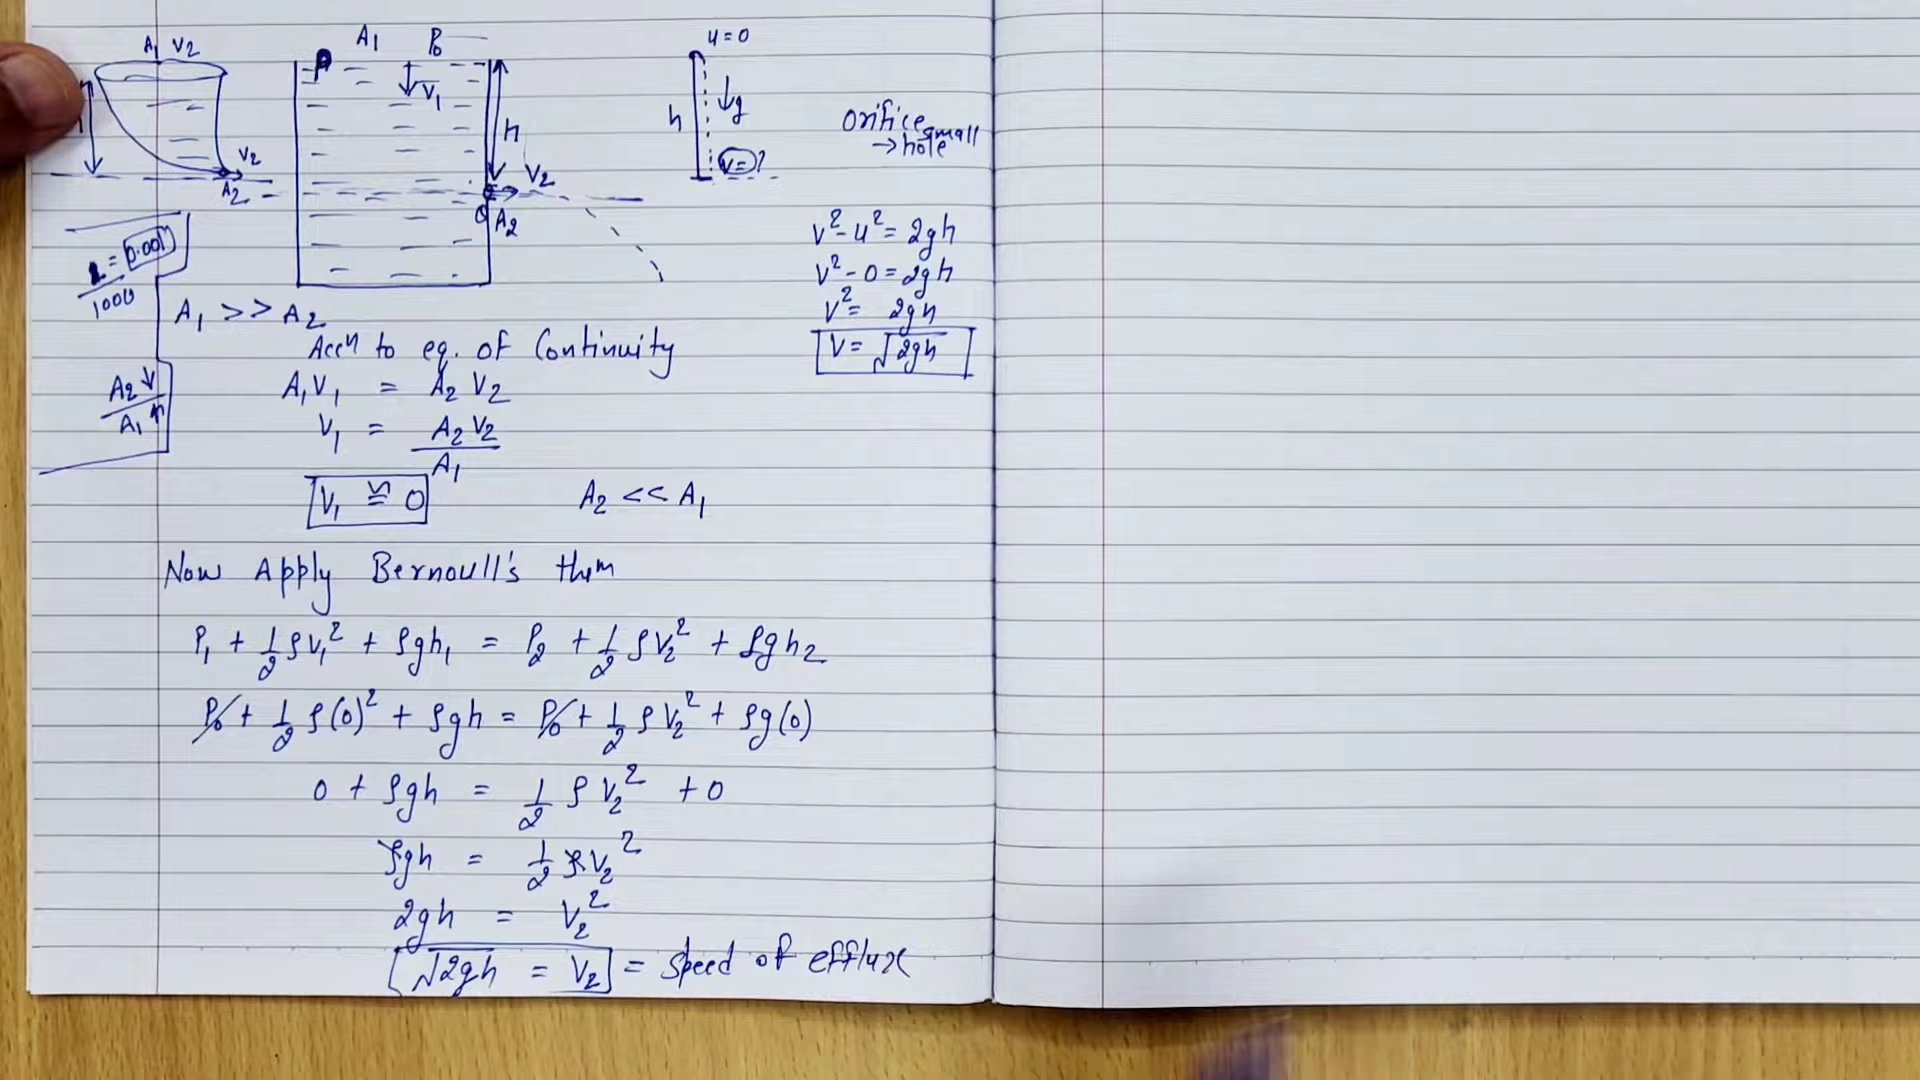 A₁ V₂
V₂
A₂
A₁ P₀
P
V₁
h
V₂
A₂
u=0
h
↓g
v=?
Orifice
→ small hole
V²-u² = 2gh
V²-0 = 2gh
V² = 2gh
V = √2gh
1/1000 = 0.001
A₂↓/A₁↑
A₁ >> A₂
Accⁿ to eq. of Continuity
A₁V₁ = A₂V₂
V₁ = A₂V₂/A₁
V₁ ≅ 0 A₂ << A₁
Now Apply Bernoull's thm
P₁ + 1/2 ρV₁² + ρgh₁ = P₂ + 1/2 ρV₂² + ρgh₂
P₀ + 1/2 ρ(0)² + ρgh = P₀ + 1/2 ρV₂² + ρg(0)
0 + ρgh = 1/2 ρV₂² + 0
ρgh = 1/2 ρV₂²
2gh = V₂²
√2gh = V₂ = Speed of efflux